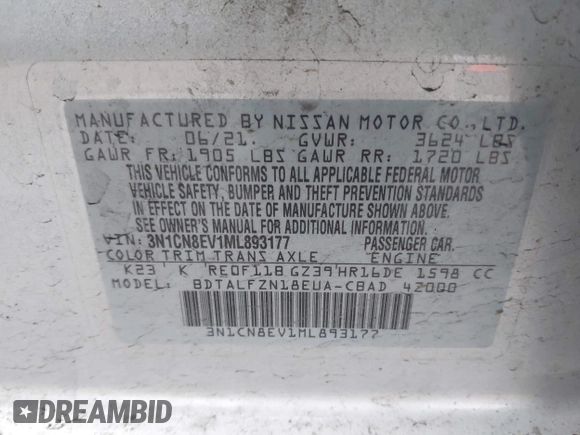 MANUFACTURED BY NISSAN MOTOR CO., LTD.
DATE: 06/21. GVWR: 3624 LBS
GAWR FR: 1905 LBS GAWR RR: 1720 LBS
THIS VEHICLE CONFORMS TO ALL APPLICABLE FEDERAL MOTOR
VEHICLE SAFETY, BUMPER, AND THEFT PREVENTION STANDARDS
IN EFFECT ON THE DATE OF MANUFACTURE SHOWN ABOVE.
SEE OWNER'S MANUAL FOR ADDITIONAL INFORMATION.
VIN: 3N1CN8EV1ML893177 PASSENGER CAR.
COLOR TRIM TRANS AXLE ENGINE
K23 K RE0F11B GZ39 HR16DE 1598 CC
MODEL: BDTALFZN18EUA-CBAD 42000
3N1CN8EV1ML893177
DREAMBID